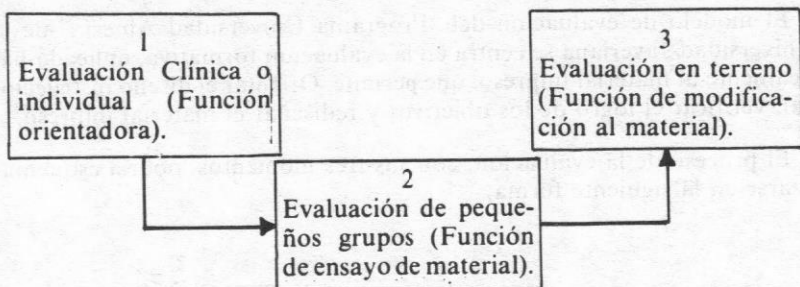 1
Evaluación Clínica o
individual (Función
orientadora).
2
Evaluación de peque-
ños grupos (Función
de ensayo de material).
3
Evaluación en terreno
(Función de modifica-
ción al material).